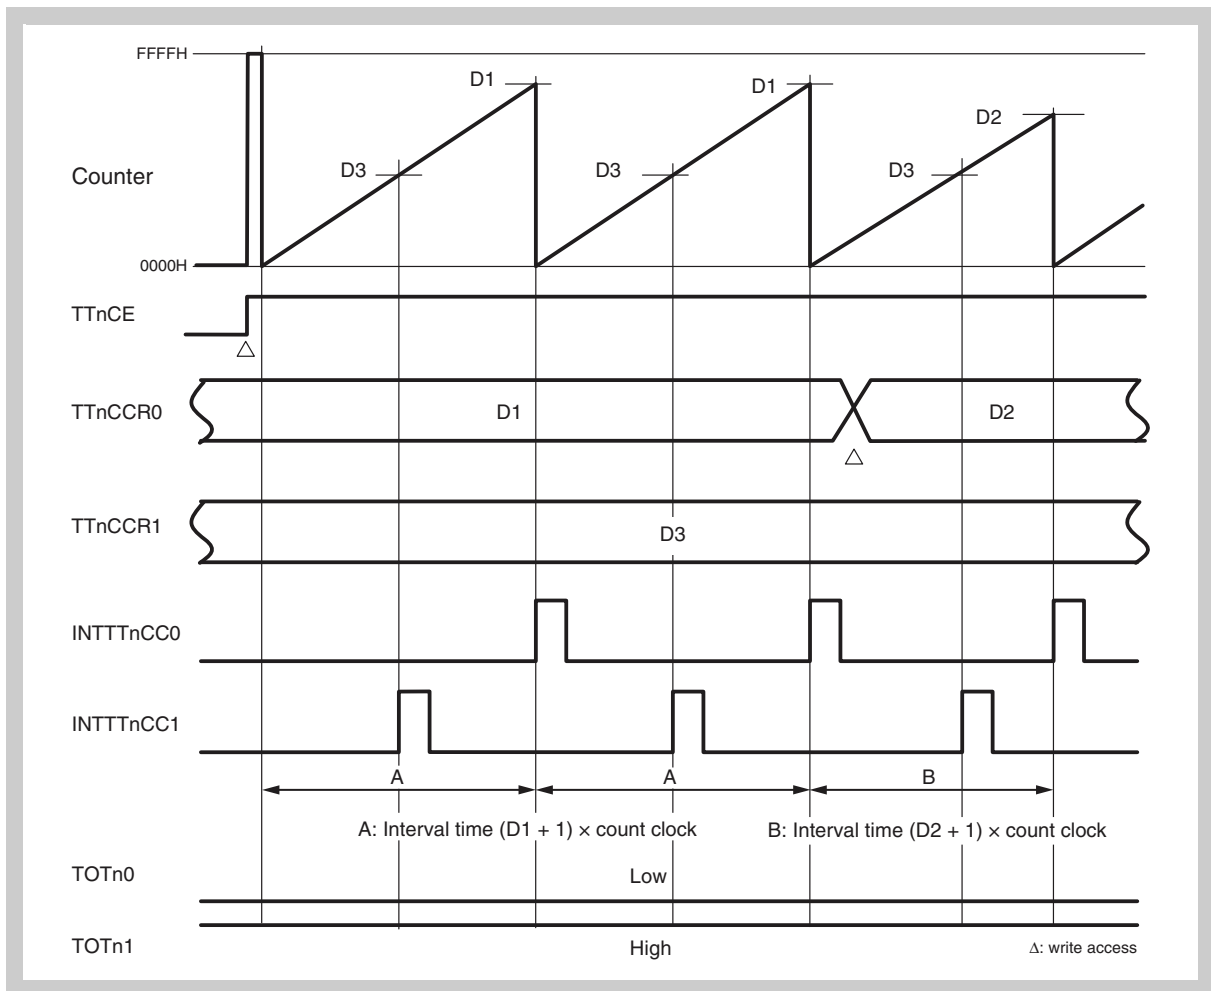 FFFFH
D1
D1
D2
D3
D3
D3
Counter
0000H
TTnCE
△
TTnCCR0
D1
D2
△
TTnCCR1
D3
INTTTnCC0
INTTTnCC1
A
A
B
A: Interval time (D1 + 1) × count clock
B: Interval time (D2 + 1) × count clock
TOTn0
Low
TOTn1
High
Δ: write access